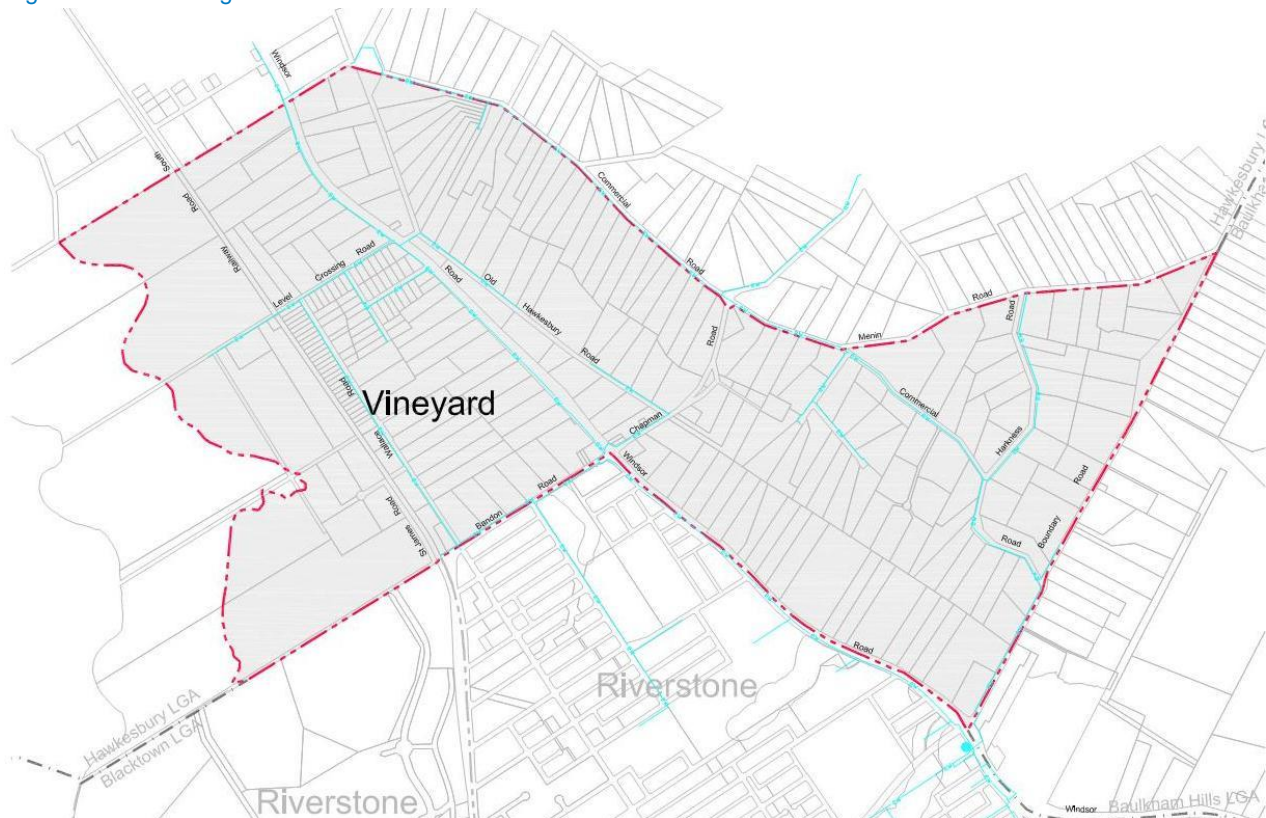 Windsor
South
Road
Railway
Commercial
Road
Hawkesbury
Baulkham
Level
Crossing
Road
Road
Old
Hawkesbury
Road
Road
Menin
Road
Road
Vineyard
Road
Wallace
Chapman
Commercial
Harkness
Road
Windsor
Bandon
Road
Road
St James
Road
Boundary
Road
Riverstone
Hawkesbury LGA
Blacktown LGA
Riverstone
Windsor
Baulkham Hills LGA